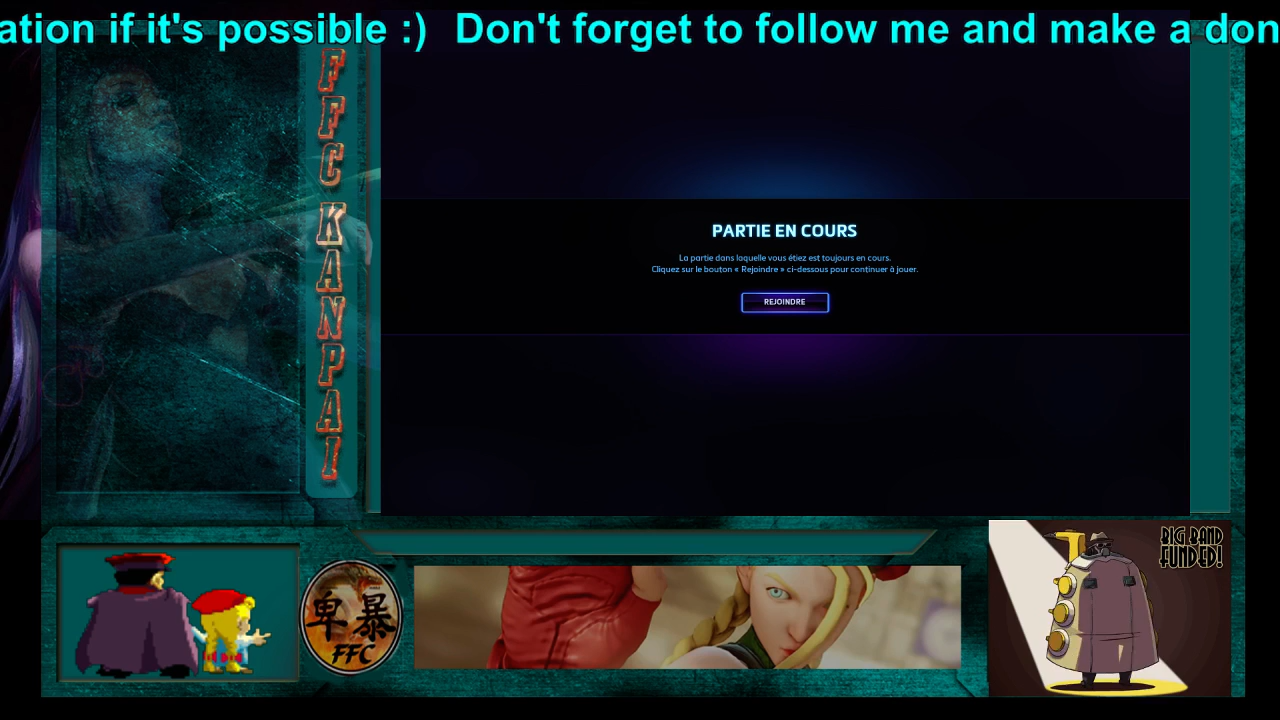 ation if it's possible :)  Don't forget to follow me and make a don
FFC KANPAI
PARTIE EN COURS
La partie dans laquelle vous étiez est toujours en cours.
Cliquez sur le bouton « Rejoindre » ci-dessous pour continuer à jouer.
REJOINDRE
卑 暴
FFC
BIG BAND
FUNDED!